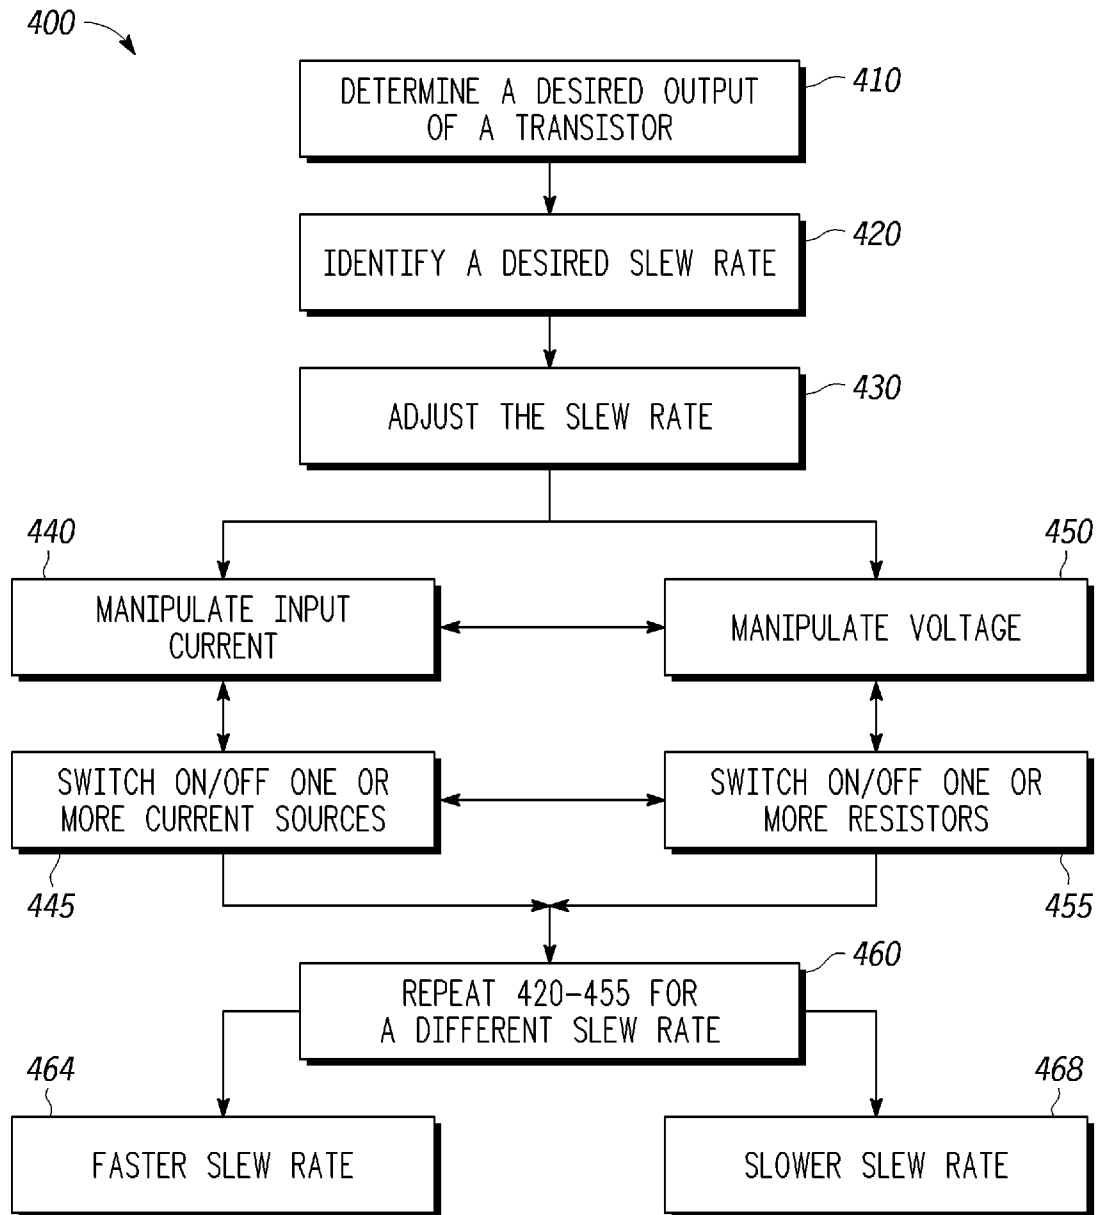 400
DETERMINE A DESIRED OUTPUT
OF A TRANSISTOR
410
IDENTIFY A DESIRED SLEW RATE
420
ADJUST THE SLEW RATE
430
440
MANIPULATE INPUT
CURRENT
450
MANIPULATE VOLTAGE
SWITCH ON/OFF ONE OR
MORE CURRENT SOURCES
445
SWITCH ON/OFF ONE OR
MORE RESISTORS
455
REPEAT 420-455 FOR
A DIFFERENT SLEW RATE
460
464
FASTER SLEW RATE
468
SLOWER SLEW RATE